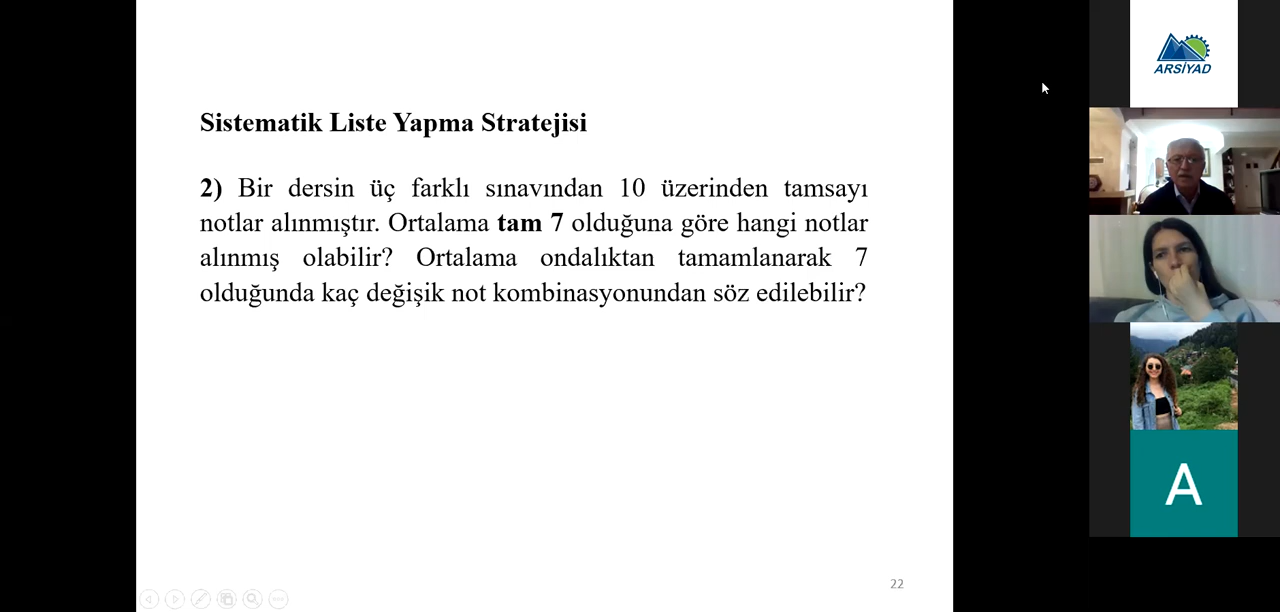 Sistematik Liste Yapma Stratejisi
2) Bir dersin üç farklı sınavından 10 üzerinden tamsayı
notlar alınmıştır. Ortalama tam 7 olduğuna göre hangi notlar
alınmış olabilir? Ortalama ondalıktan tamamlanarak 7
olduğunda kaç değişik not kombinasyonundan söz edilebilir?
22
ARSİYAD
A